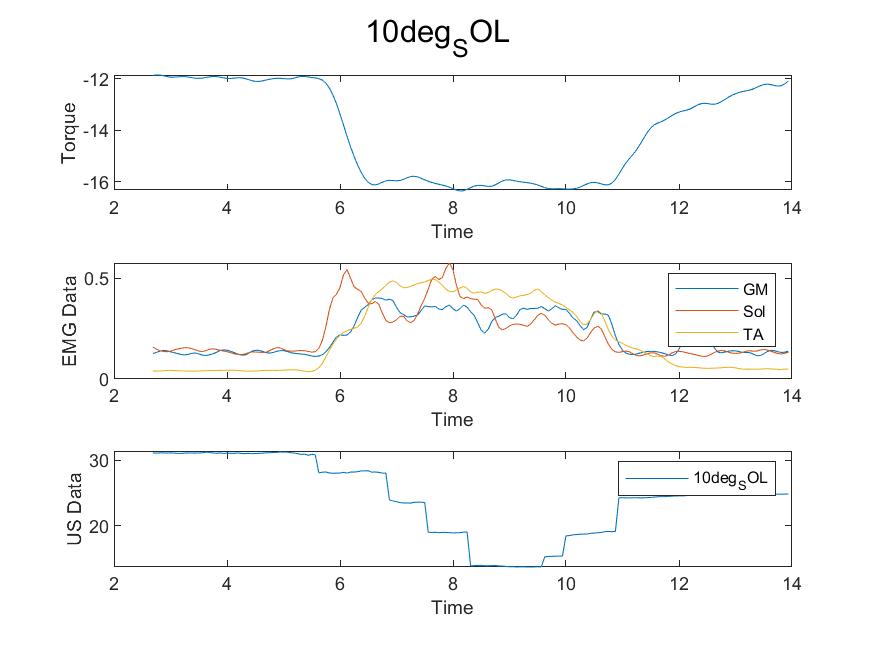 10degSOL
-12
-14
-16
Torque
2 4 6 8 10 12 14
Time
0.5
0
EMG Data
GM
Sol
TA
2 4 6 8 10 12 14
Time
30
20
US Data
10degSOL
2 4 6 8 10 12 14
Time